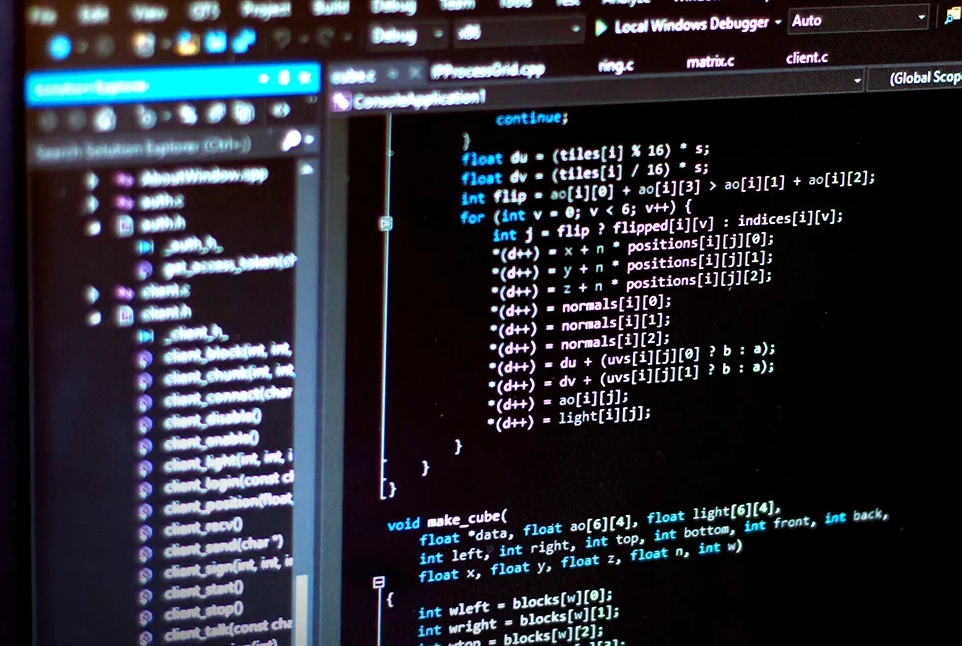 File Edit View GIT Project Build Debug Team Tools Test Analyze
Debug x86 Local Windows Debugger Auto
Solution Explorer
Search Solution Explorer (Ctrl+;)
AboutWindow.cpp
auth.c
auth.h
_auth_h_
get_access_token(ch
client.c
client.h
_client_h_
client_block(int, int,
client_chunk(int, int
client_connect(char
client_disable()
client_enable()
client_light(int, int, i
client_login(const cl
client_position(float,
client_recv()
client_send(char *)
client_sign(int, int, in
client_start()
client_stop()
client_talk(const cha
cube.c IPProcessGrid.cpp ring.c matrix.c client.c
ConsoleApplication1 (Global Scop
continue;
}
float du = (tiles[i] % 16) * s;
float dv = (tiles[i] / 16) * s;
int flip = ao[i][0] + ao[i][3] > ao[i][1] + ao[i][2];
for (int v = 0; v < 6; v++) {
int j = flip ? flipped[i][v] : indices[i][v];
*(d++) = x + n * positions[i][j][0];
*(d++) = y + n * positions[i][j][1];
*(d++) = z + n * positions[i][j][2];
*(d++) = normals[i][0];
*(d++) = normals[i][1];
*(d++) = normals[i][2];
*(d++) = du + (uvs[i][j][0] ? b : a);
*(d++) = dv + (uvs[i][j][1] ? b : a);
*(d++) = ao[i][j];
*(d++) = light[i][j];
}
}
}
void make_cube(
float *data, float ao[6][4], float light[6][4],
int left, int right, int top, int bottom, int front, int back,
float x, float y, float z, float n, int w)
{
int wleft = blocks[w][0];
int wright = blocks[w][1];
int wtop = blocks[w][2];